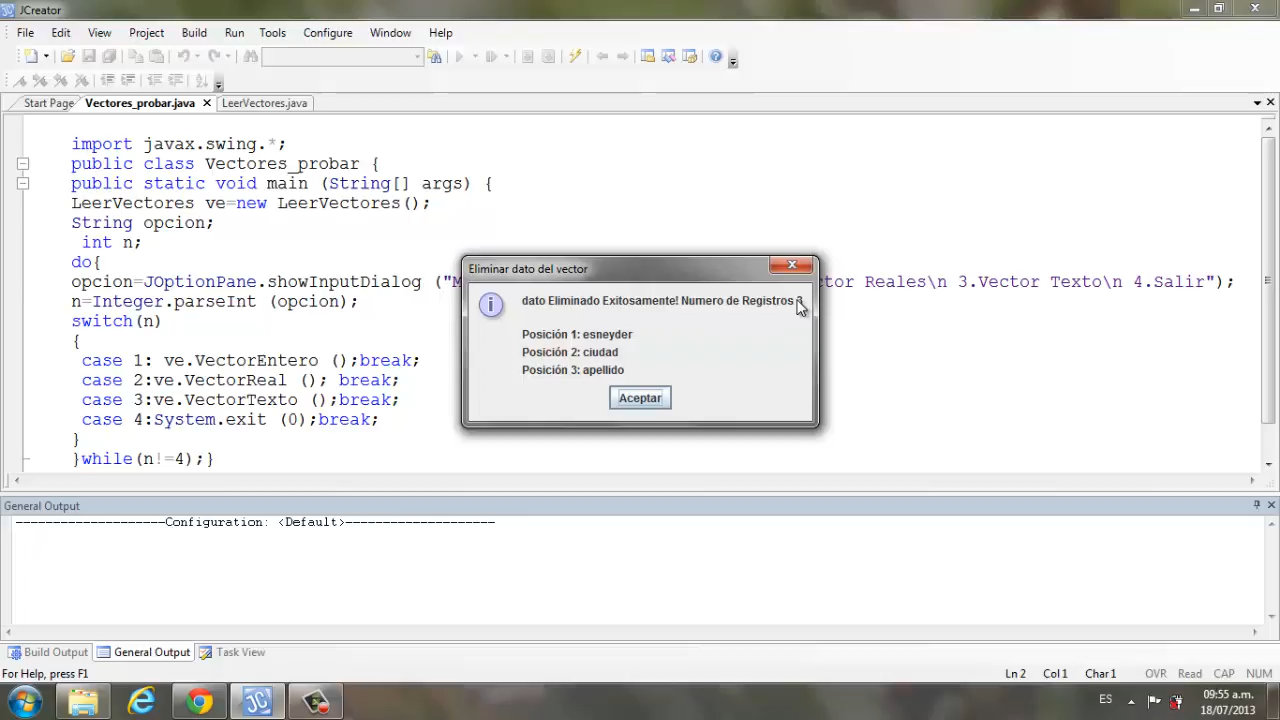 JCreator
File Edit View Project Build Run Tools Configure Window Help
Start Page Vectores_probar.java LeerVectores.java
import javax.swing.*;
public class Vectores_probar {
public static void main (String[] args) {
LeerVectores ve=new LeerVectores();
String opcion;
int n;
do{
opcion=JOptionPane.showInputDialog ("M ctor Reales\n 3.Vector Texto\n 4.Salir");
n=Integer.parseInt (opcion);
switch(n)
{
case 1: ve.VectorEntero ();break;
case 2:ve.VectorReal (); break;
case 3:ve.VectorTexto ();break;
case 4:System.exit (0);break;
}
}while(n!=4);}
Eliminar dato del vector
dato Eliminado Exitosamente! Numero de Registros 3
Posición 1: esneyder
Posición 2: ciudad
Posición 3: apellido
Aceptar
General Output
--------------------Configuration: <Default>--------------------
Build Output General Output Task View
For Help, press F1 Ln 2 Col 1 Char 1 OVR Read CAP NUM
ES 09:55 a.m.
18/07/2013